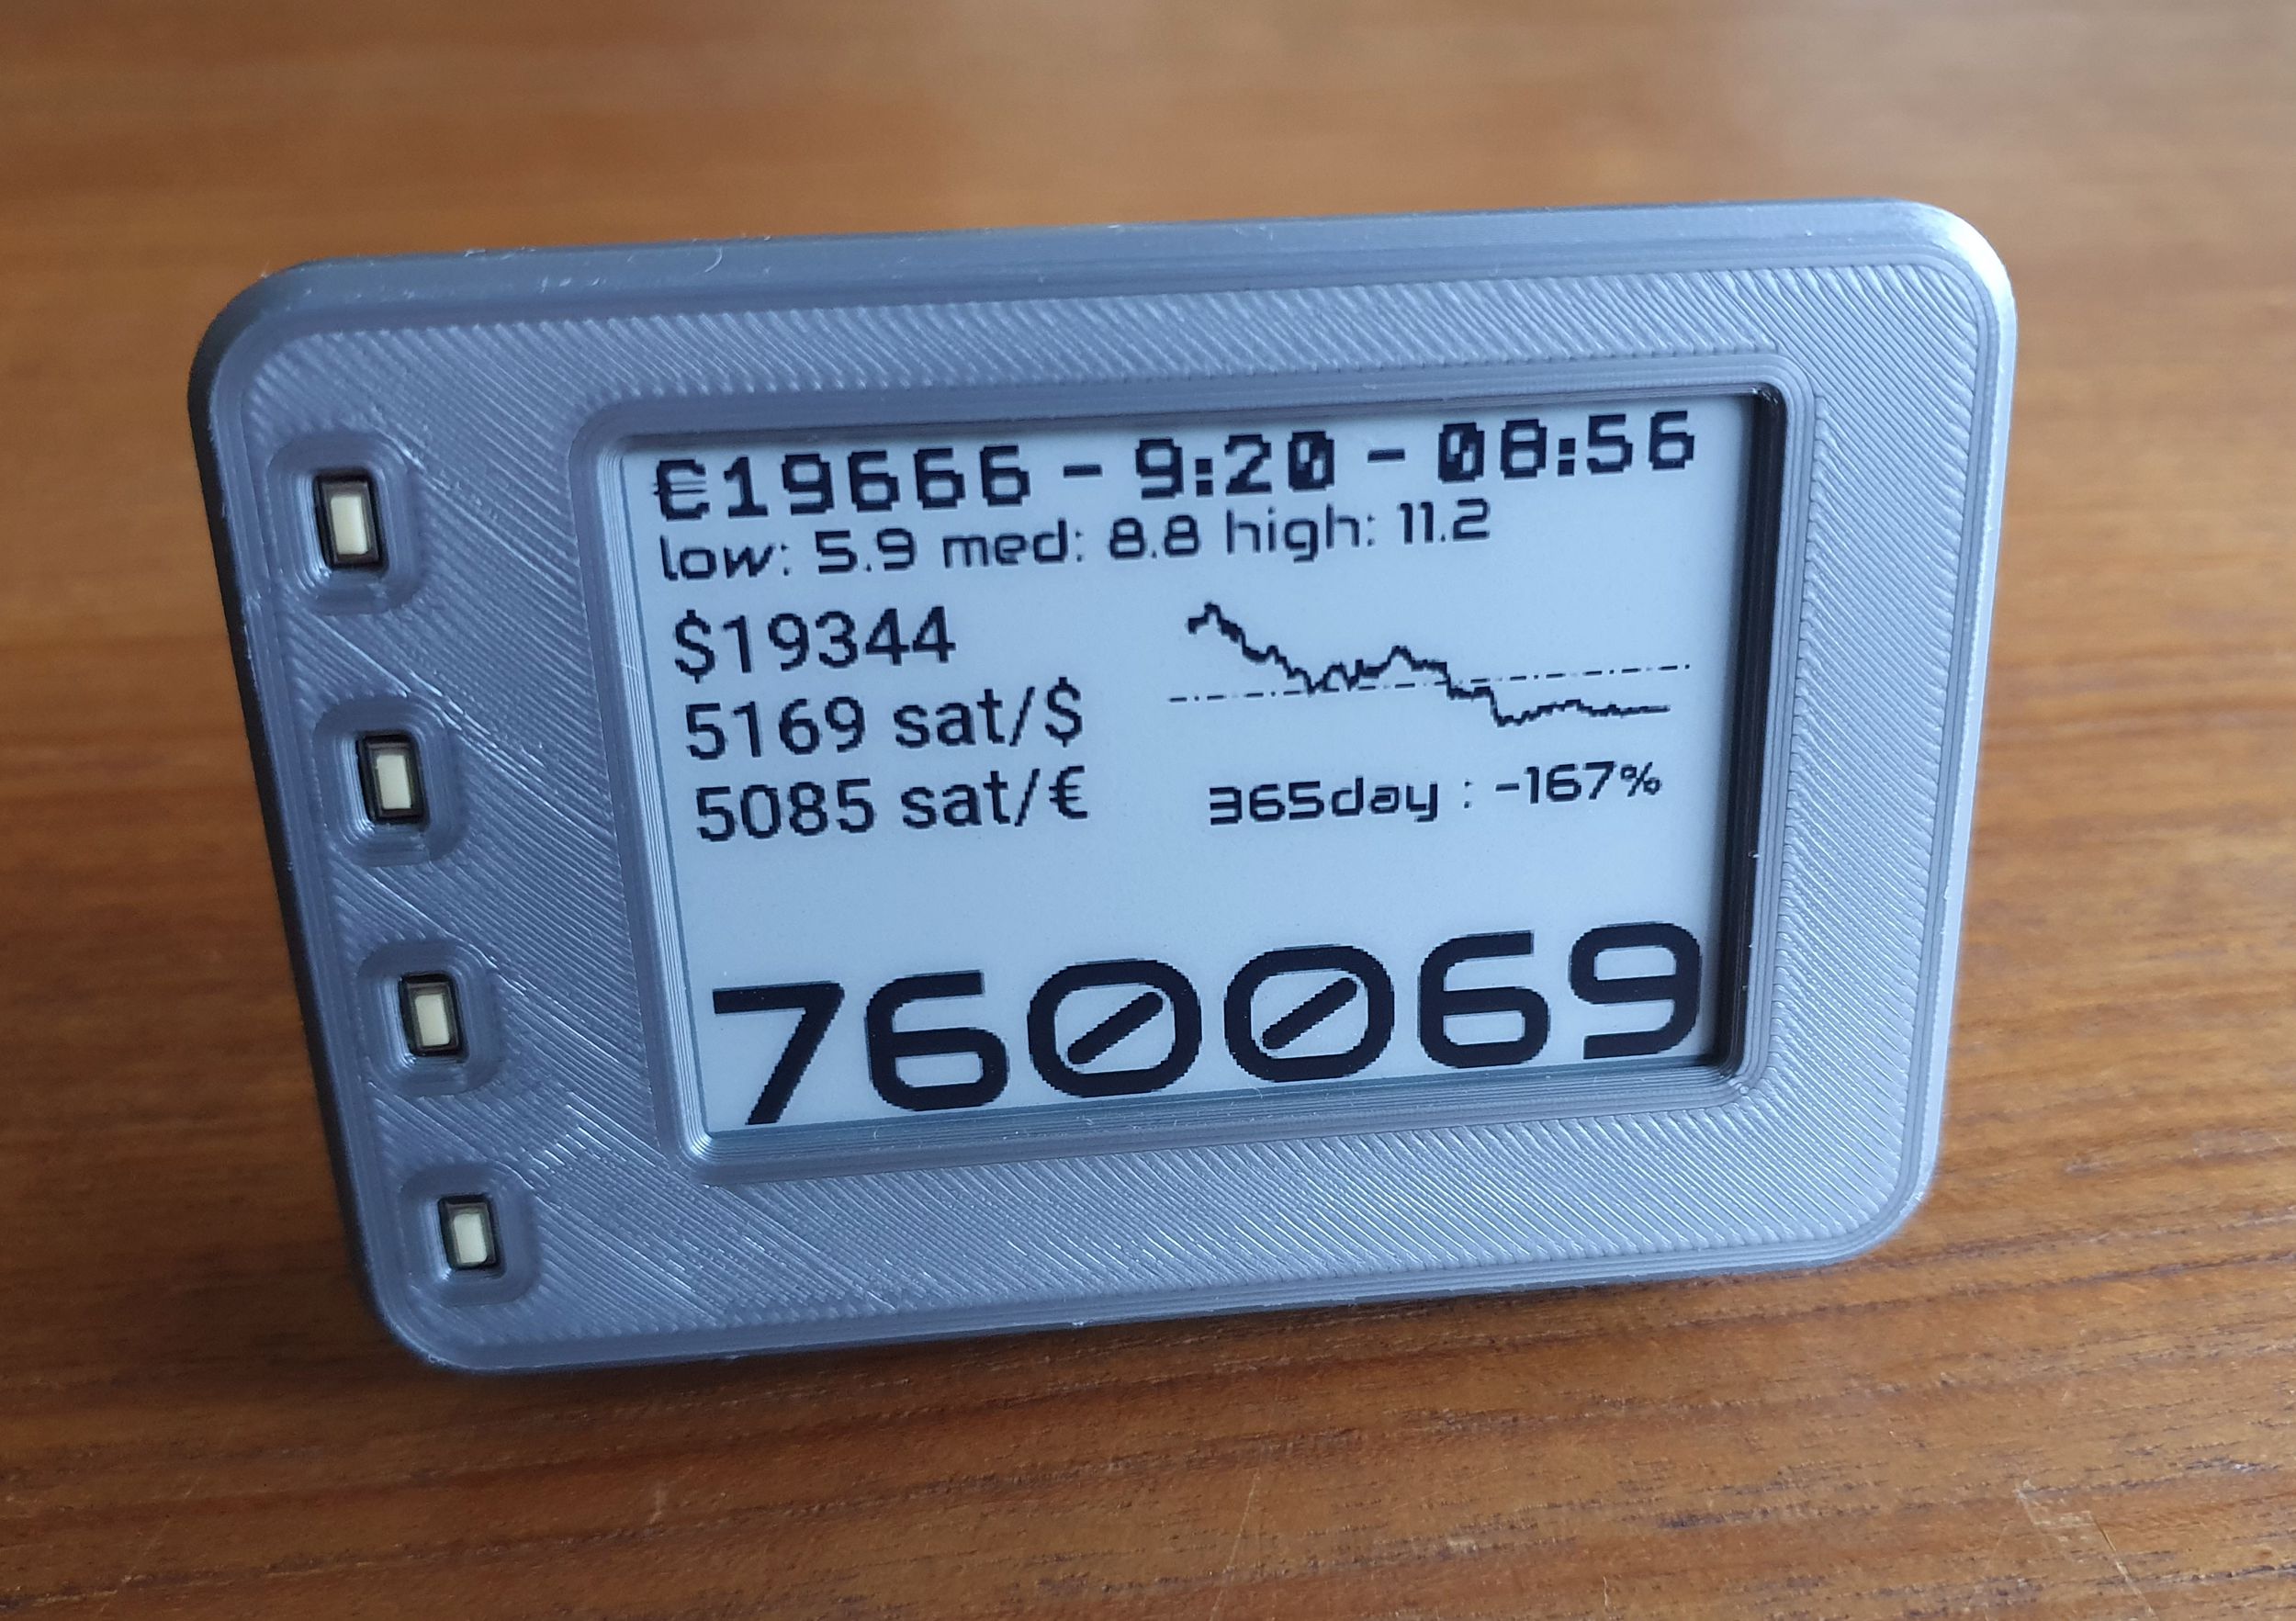 €19666 - 9:20 - 08:56
low: 5.9 med: 8.8 high: 11.2
$19344
5169 sat/$
5085 sat/€
365day : -167%
760069